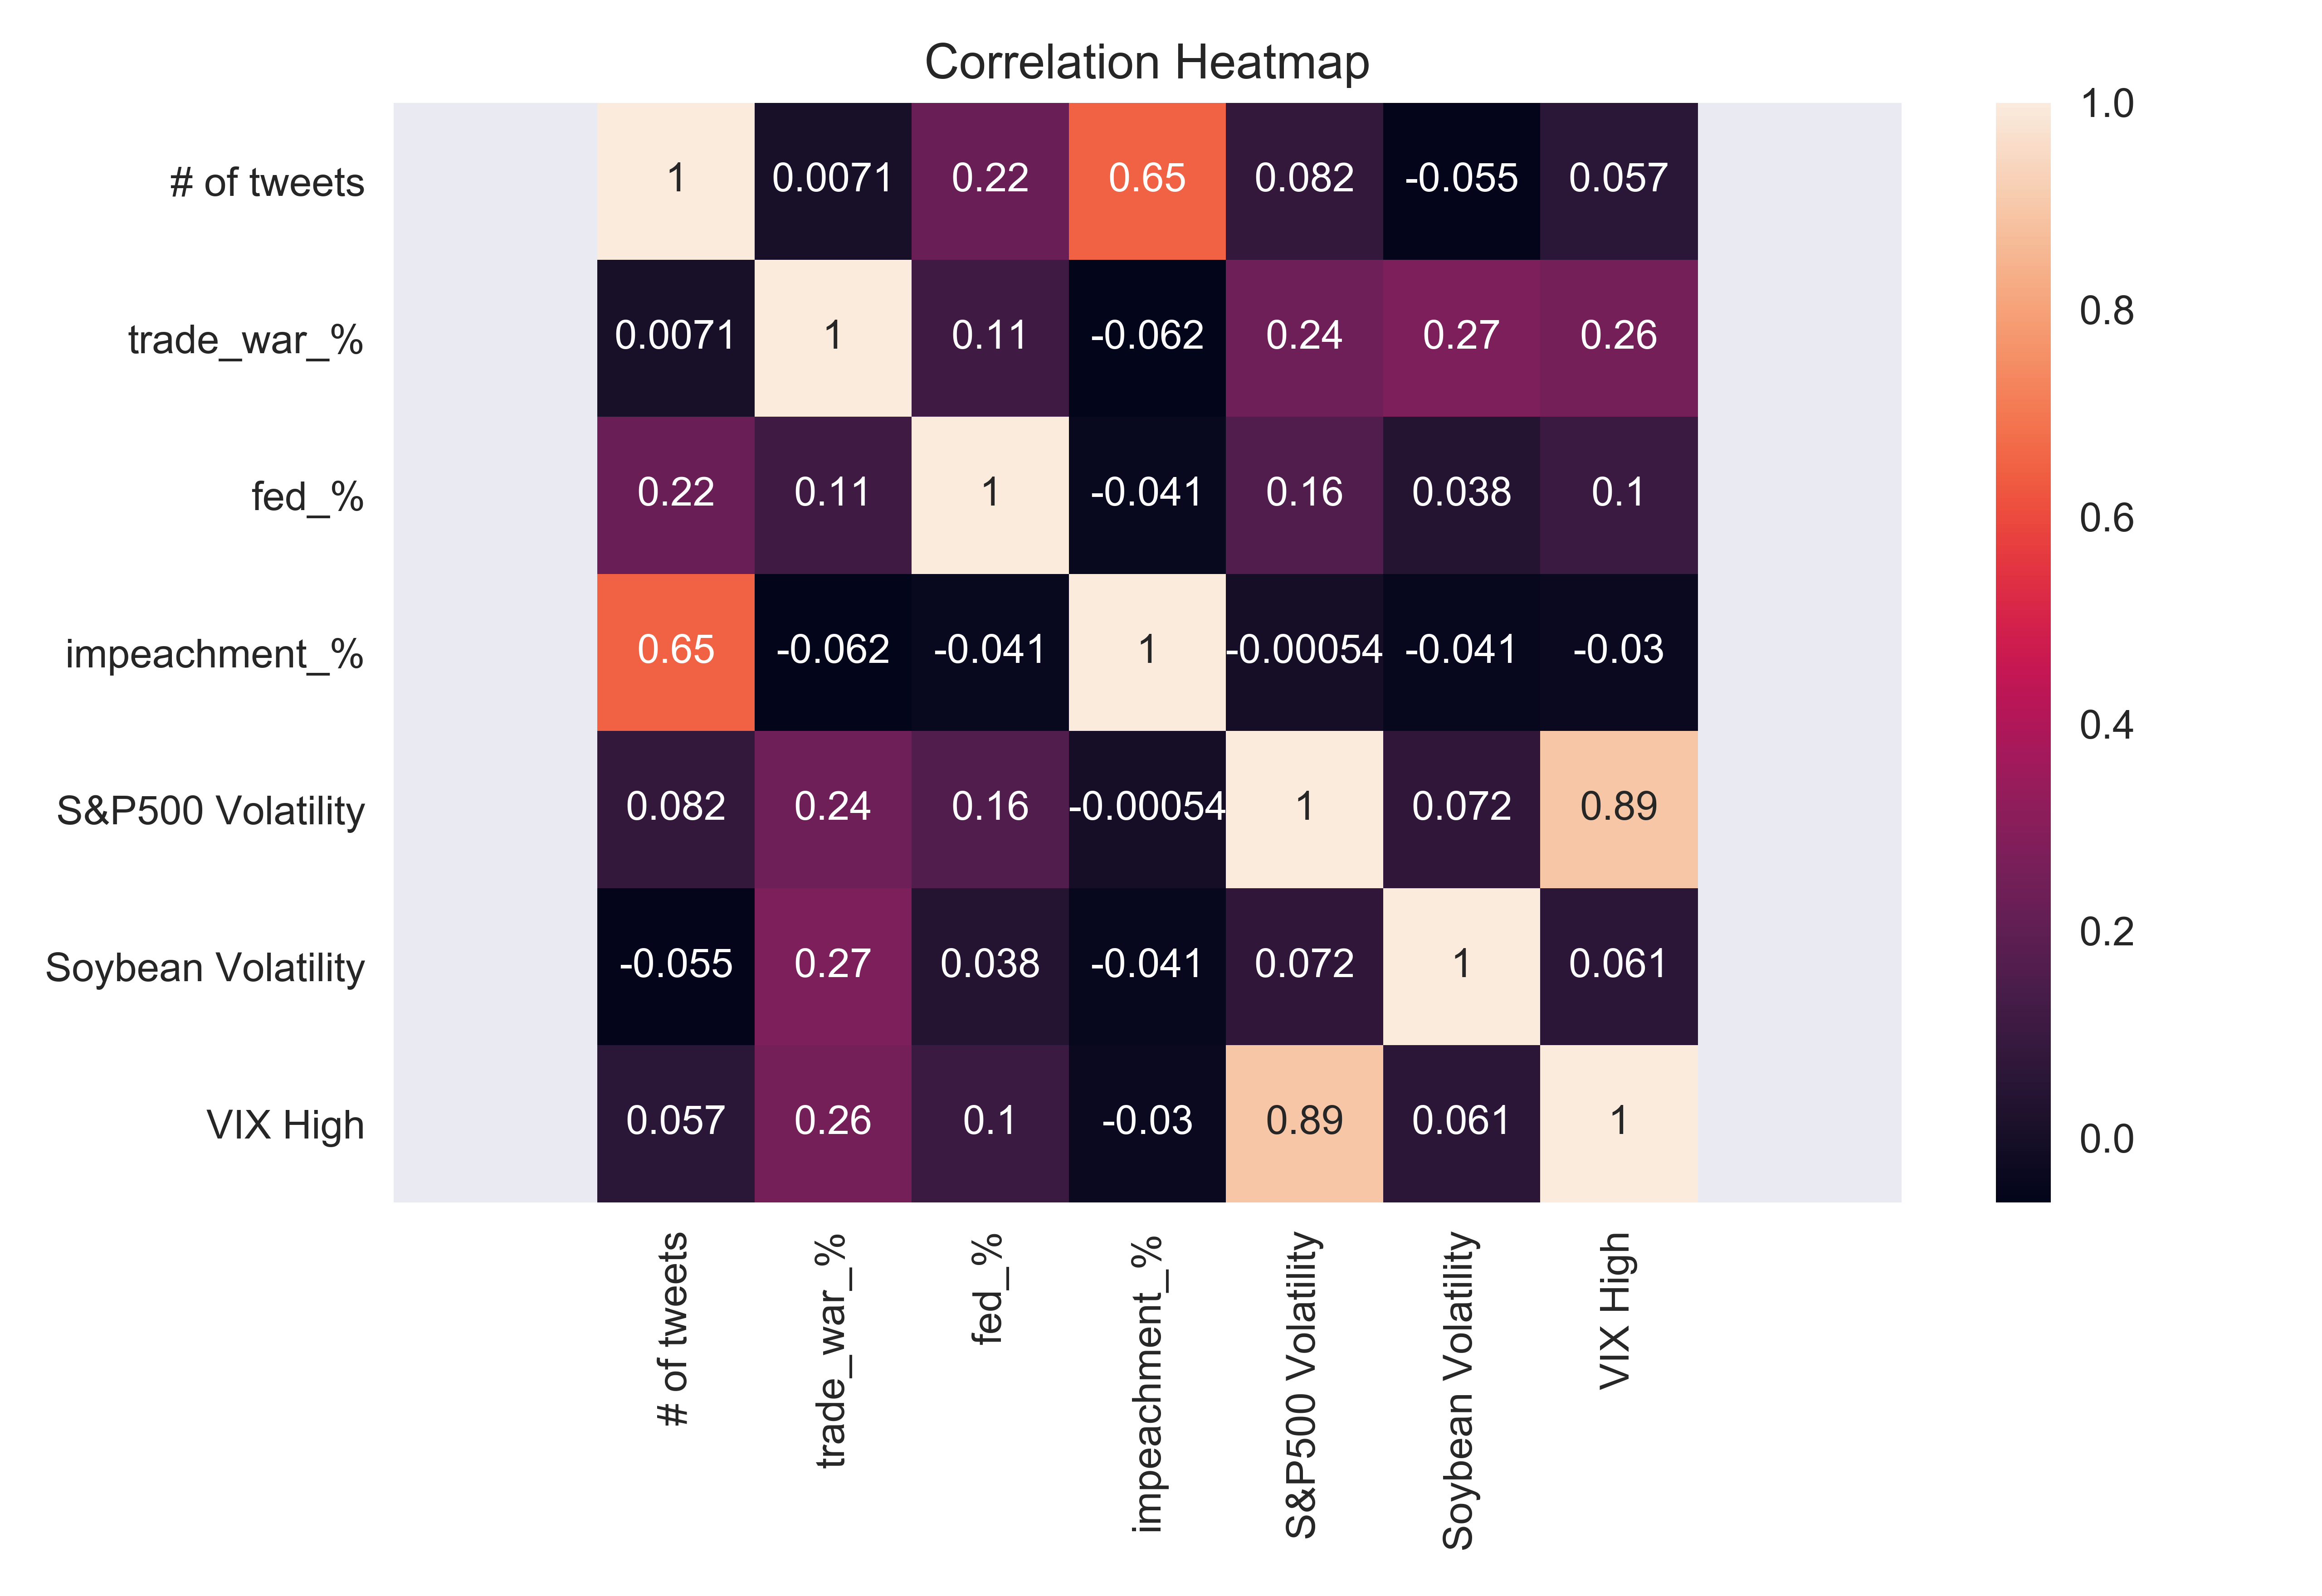 Correlation Heatmap
# of tweets 1 0.0071 0.22 0.65 0.082 -0.055 0.057
trade_war_% 0.0071 1 0.11 -0.062 0.24 0.27 0.26
fed_% 0.22 0.11 1 -0.041 0.16 0.038 0.1
impeachment_% 0.65 -0.062 -0.041 1 -0.00054 -0.041 -0.03
S&P500 Volatility 0.082 0.24 0.16 -0.00054 1 0.072 0.89
Soybean Volatility -0.055 0.27 0.038 -0.041 0.072 1 0.061
VIX High 0.057 0.26 0.1 -0.03 0.89 0.061 1
# of tweets
trade_war_%
fed_%
impeachment_%
S&P500 Volatility
Soybean Volatility
VIX High
1.0
0.8
0.6
0.4
0.2
0.0